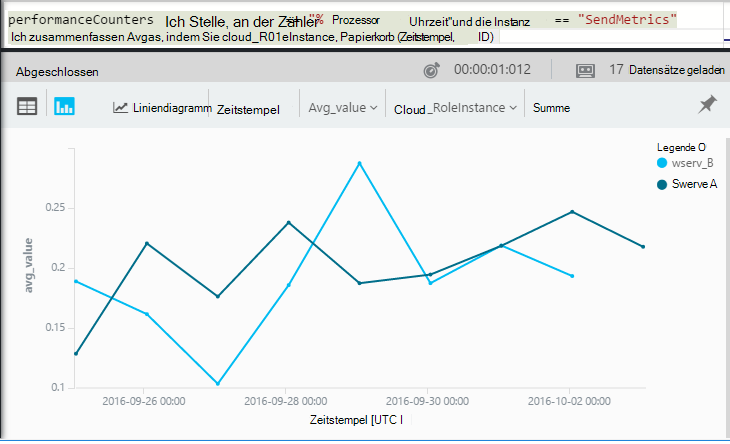 performanceCounters Ich Stelle, an der Zähler == "% Prozessor Uhrzeit"und die Instanz == "SendMetrics"
Ich zusammenfassen Avgas, indem Sie cloud_R01eInstance, Papierkorb (Zeitstempel, ID)
Abgeschlossen 00:00:01:012 17 Datensätze geladen
Liniendiagramm Zeitstempel Avg_value Cloud_RoleInstance Summe
Legende O
wserv_B
Swerve A
0.25
0.2
0.15
0.1
avg_value
2016-09-26 00:00 2016-09-28 00:00 2016-09-30 00:00 2016-10-02 00:00
Zeitstempel [UTC I